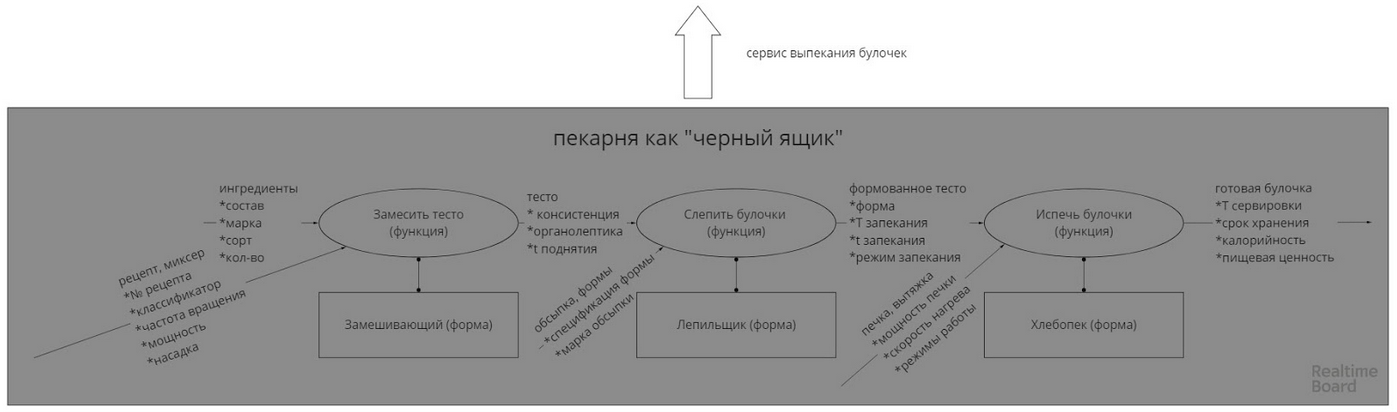 сервис выпекания булочек
пекарня как "черный ящик"
ингредиенты
*состав
*марка
*сорт
*кол-во
рецепт, миксер
*№ рецепта
*классификатор
*частота вращения
*мощность
*насадка
Замесить тесто
(функция)
Замешивающий (форма)
тесто
* консистенция
*органолептика
*t поднятия
обсыпка, формы
*спецификация формы
*марка обсыпки
Слепить булочки
(функция)
Лепильщик (форма)
формованное тесто
*форма
*T запекания
*t запекания
*режим запекания
печка, вытяжка
*мощность печки
*скорость нагрева
*режимы работы
Испечь булочки
(функция)
Хлебопек (форма)
готовая булочка
*T сервировки
*срок хранения
*калорийность
*пищевая ценность
Realtime
Board